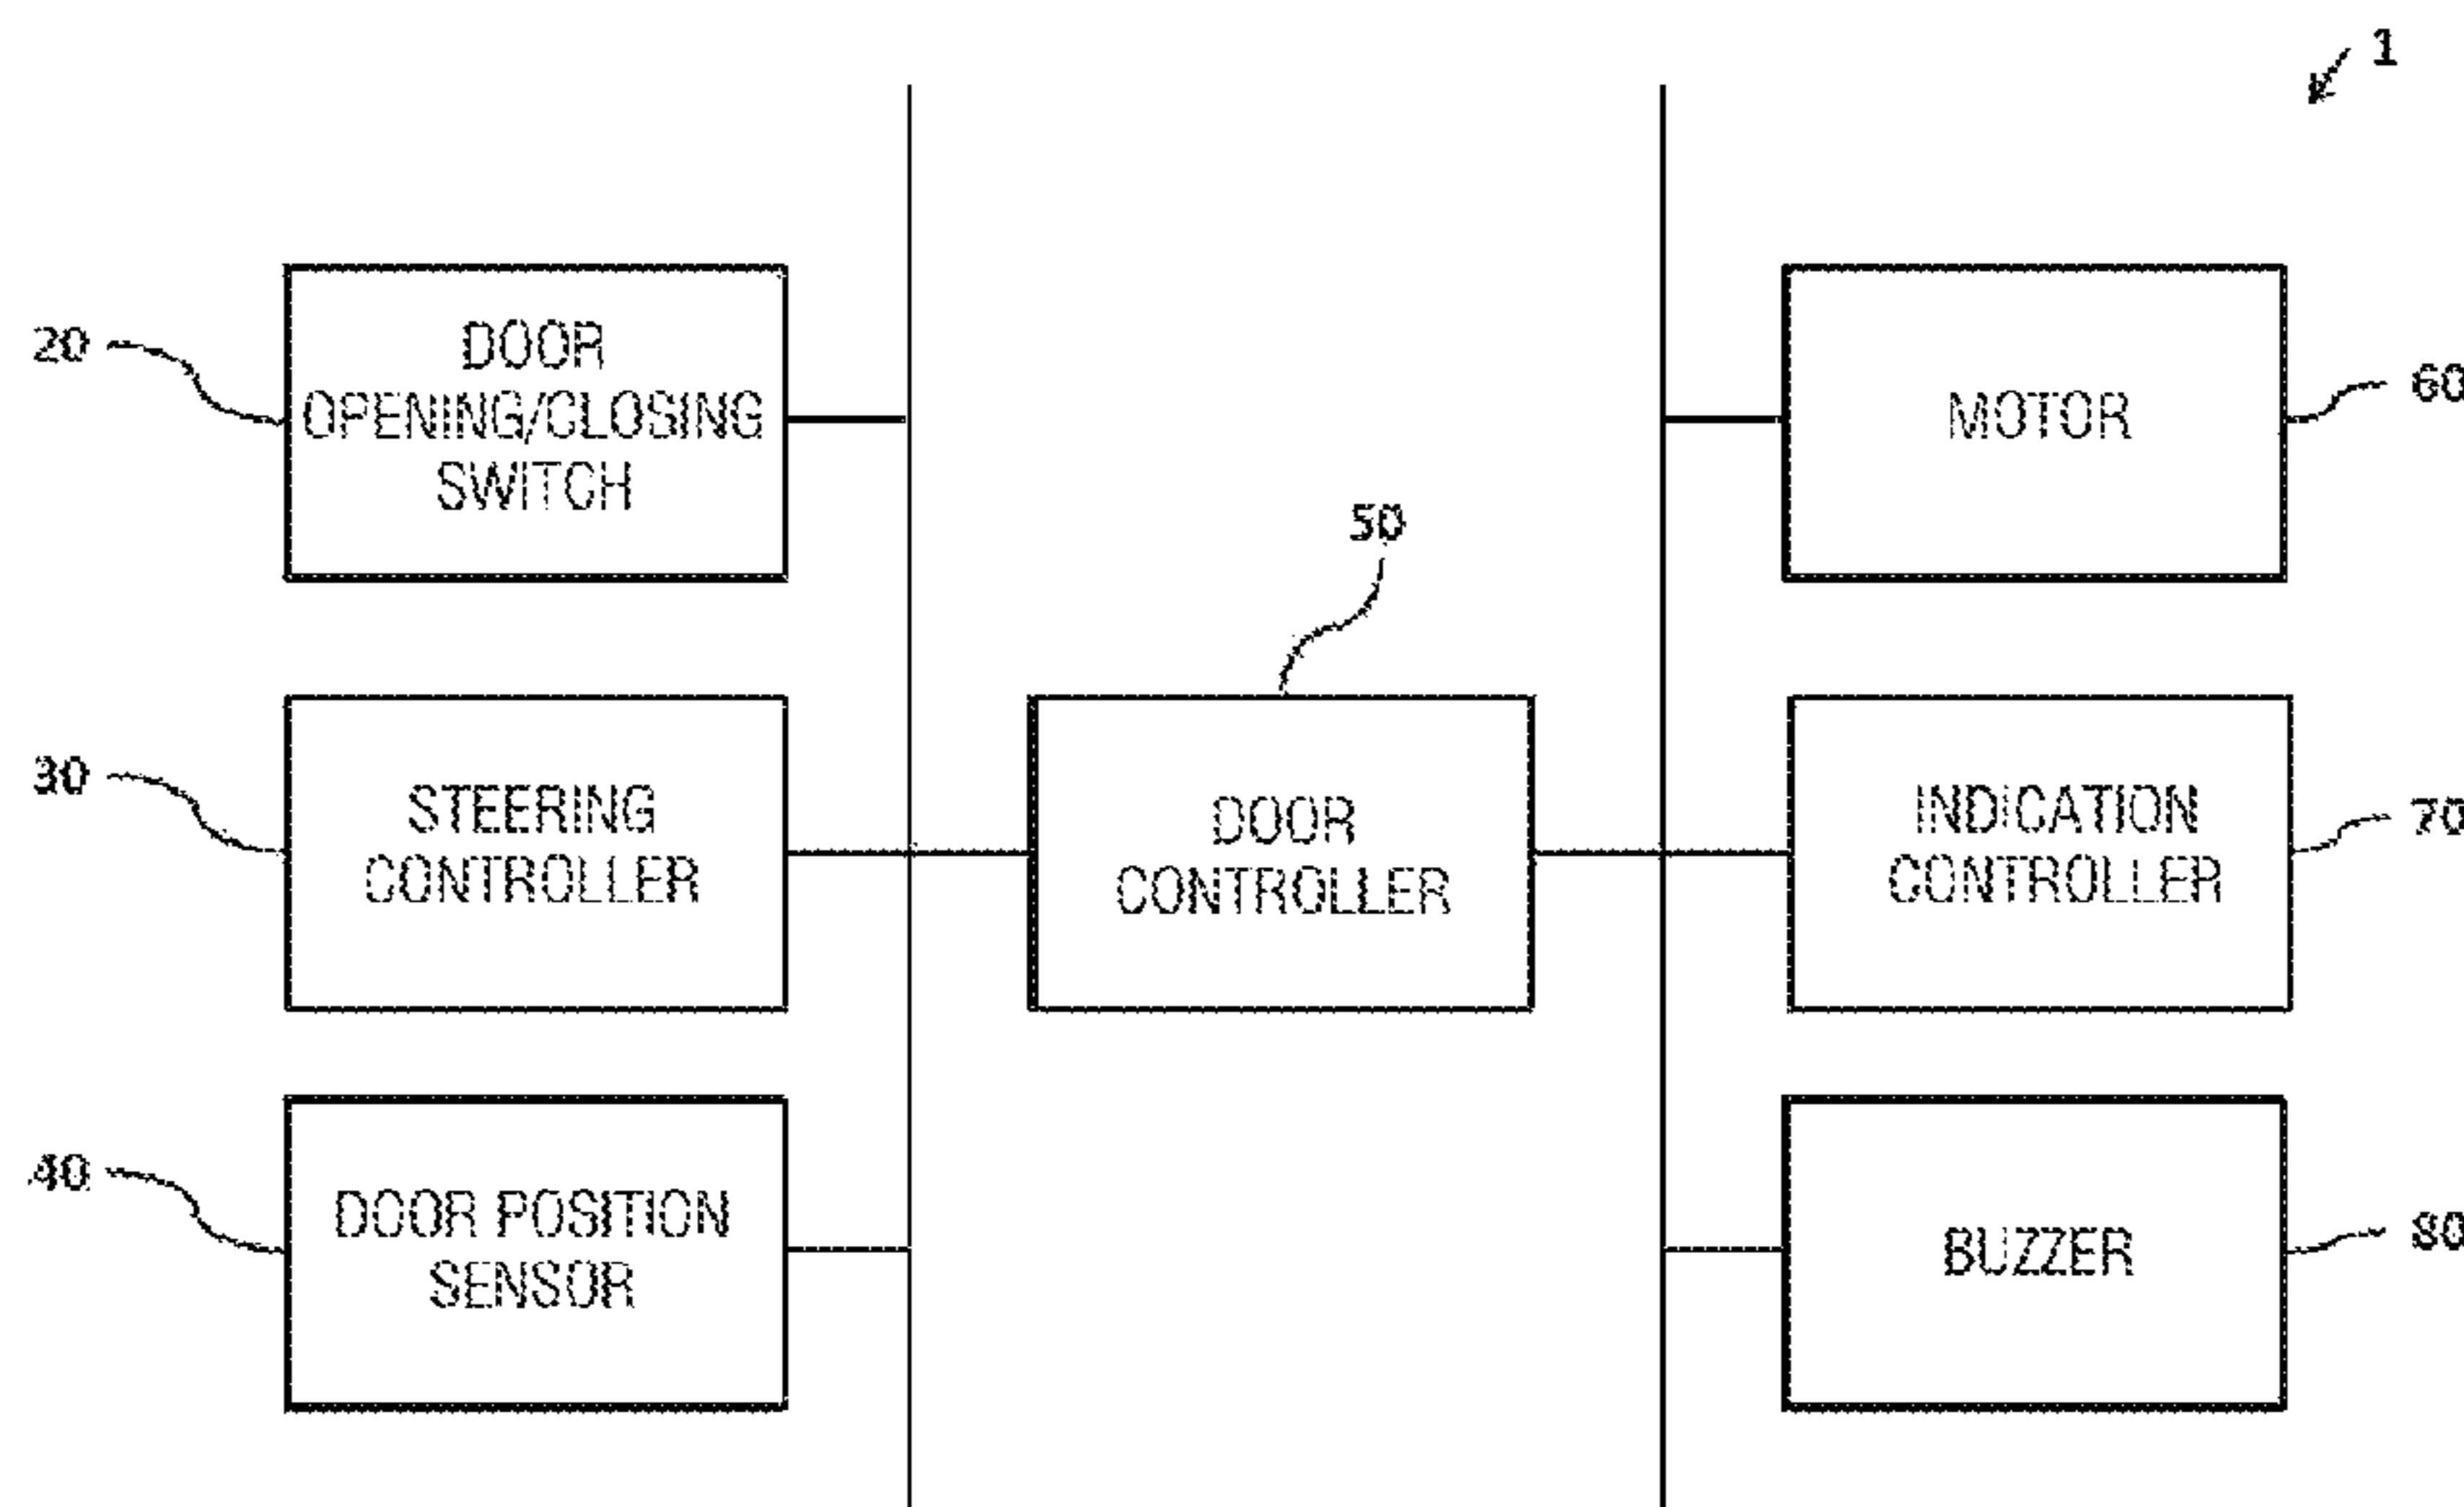 1
20
DOOR
OPENING/CLOSING
SWITCH
MOTOR
60
50
30
STEERING
CONTROLLER
DOOR
CONTROLLER
INDICATION
CONTROLLER
70
40
DOOR POSITION
SENSOR
BUZZER
80